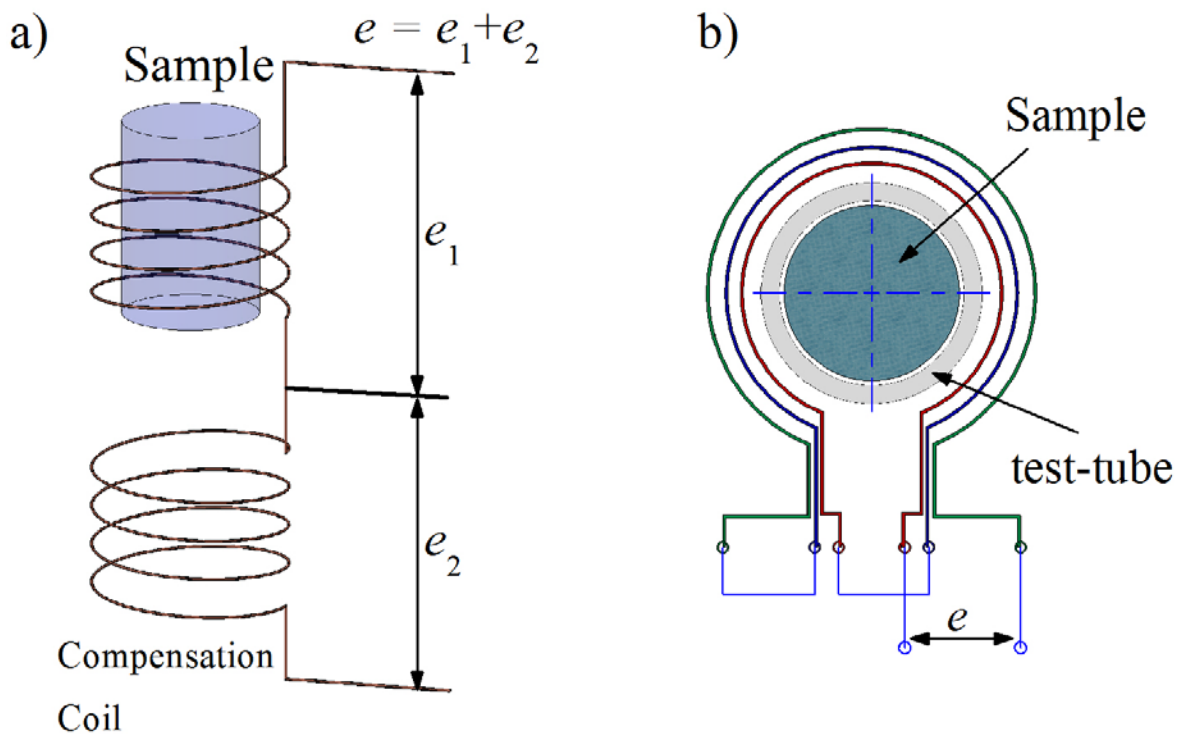 a)
e = e1+e2
Sample
e1
e2
Compensation
Coil
b)
Sample
test-tube
e